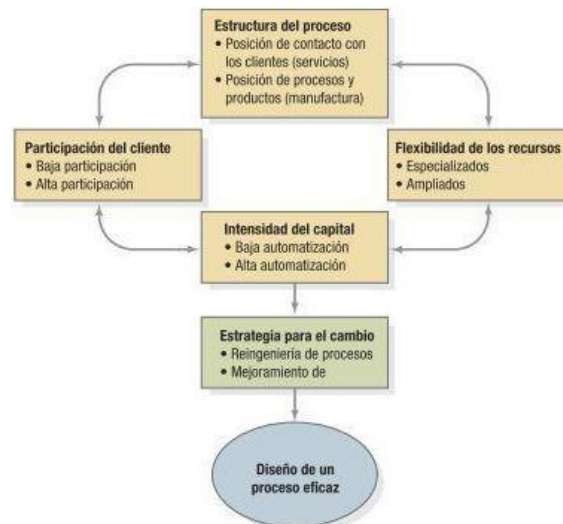 Estructura del proceso
• Posición de contacto con
los clientes (servicios)
• Posición de procesos y
productos (manufactura)
Participación del cliente
• Baja participación
• Alta participación
Flexibilidad de los recursos
• Especializados
• Ampliados
Intensidad del capital
• Baja automatización
• Alta automatización
Estrategia para el cambio
• Reingeniería de procesos
• Mejoramiento de
Diseño de un
proceso eficaz